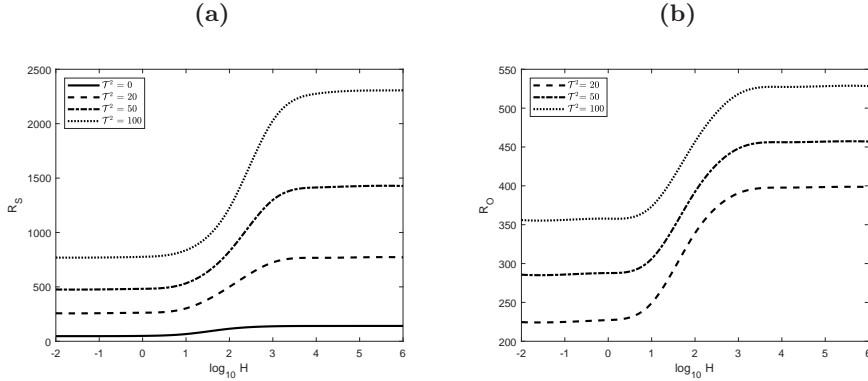 (a)
(b)
2500
2000
1500
1000
500
0
R_S
𝒯² = 0
𝒯² = 20
𝒯² = 50
𝒯² = 100
-2 -1 0 1 2 3 4 5 6
log₁₀ H
550
500
450
400
350
300
250
200
R_O
𝒯² = 20
𝒯² = 50
𝒯² = 100
-2 -1 0 1 2 3 4 5 6
log₁₀ H